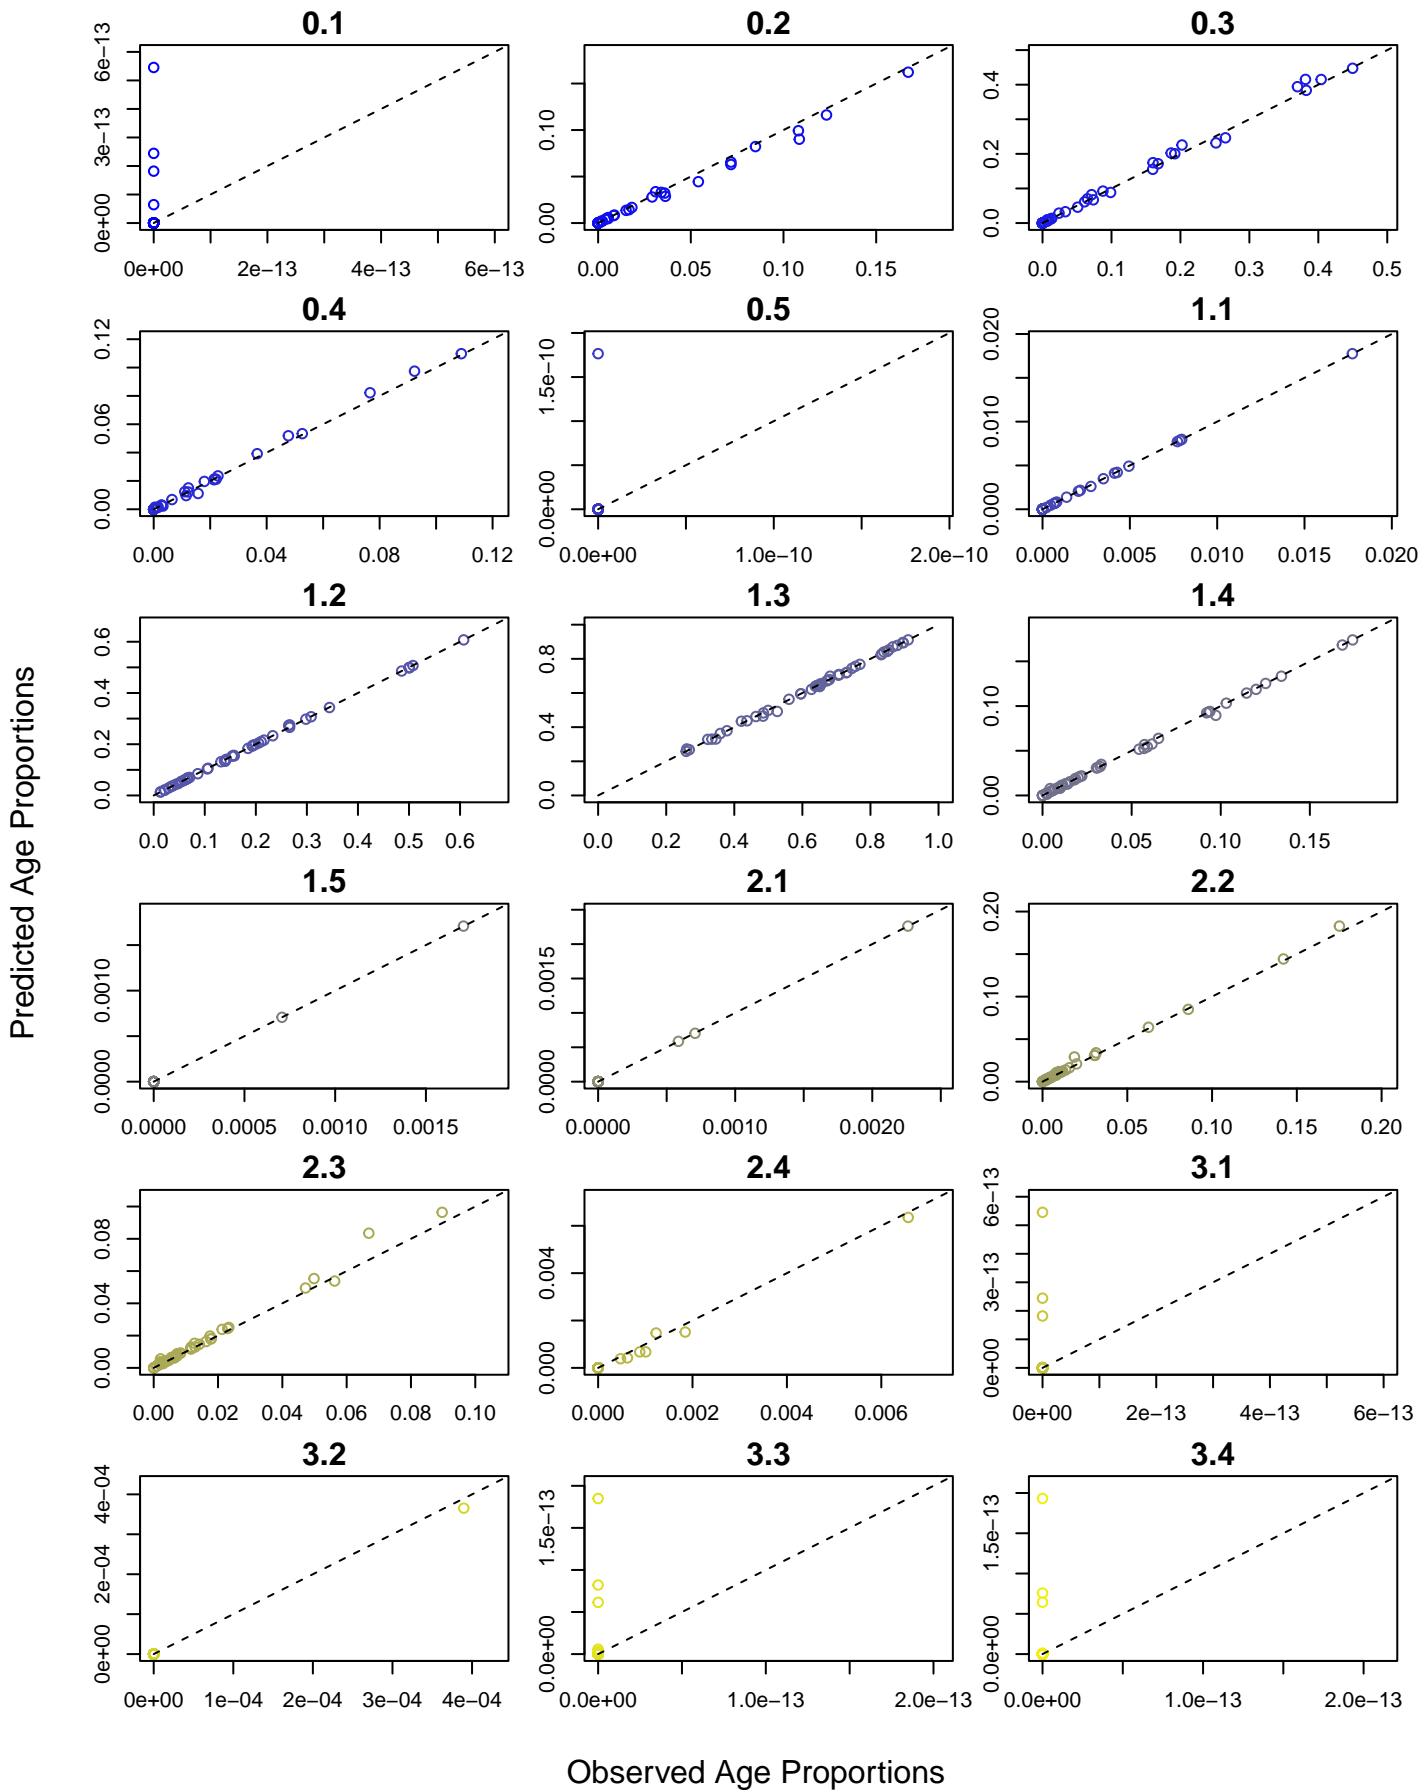 0.1 0.2 0.3
0e+00 3e−13 6e−13
0e+00 2e−13 4e−13 6e−13
0.00 0.10
0.00 0.05 0.10 0.15
0.0 0.2 0.4
0.0 0.1 0.2 0.3 0.4 0.5
0.4 0.5 1.1
0.00 0.06 0.12
0.00 0.04 0.08 0.12
0.0e+00 1.5e−10
0.0e+00 1.0e−10 2.0e−10
0.000 0.010 0.020
0.000 0.005 0.010 0.015 0.020
1.2 1.3 1.4
0.0 0.2 0.4 0.6
0.0 0.1 0.2 0.3 0.4 0.5 0.6
0.0 0.4 0.8
0.0 0.2 0.4 0.6 0.8 1.0
0.00 0.10
0.00 0.05 0.10 0.15
Predicted Age Proportions
1.5 2.1 2.2
0.0000 0.0010
0.0000 0.0005 0.0010 0.0015
0.0000 0.0015
0.0000 0.0010 0.0020
0.00 0.10 0.20
0.00 0.05 0.10 0.15 0.20
2.3 2.4 3.1
0.00 0.04 0.08
0.00 0.02 0.04 0.06 0.08 0.10
0.000 0.004
0.000 0.002 0.004 0.006
0e+00 3e−13 6e−13
0e+00 2e−13 4e−13 6e−13
3.2 3.3 3.4
0e+00 2e−04 4e−04
0e+00 1e−04 2e−04 3e−04 4e−04
0.0e+00 1.5e−13
0.0e+00 1.0e−13 2.0e−13
0.0e+00 1.5e−13
0.0e+00 1.0e−13 2.0e−13
Observed Age Proportions